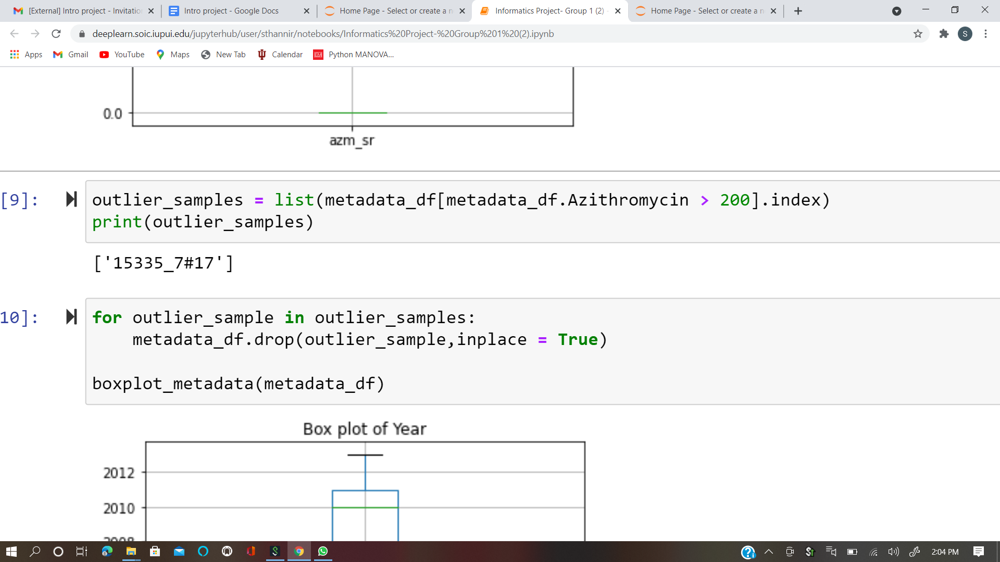 [External] Intro project - Invitatio
Intro project - Google Docs
Home Page - Select or create a n
Informatics Project- Group 1 (2) -
Home Page - Select or create a n
deeplearn.soic.iupui.edu/jupyterhub/user/sthannir/notebooks/Informatics%20Project-%20Group%201%20(2).ipynb
S
Apps
Gmail
YouTube
Maps
New Tab
Calendar
Python MANOVA...
0.0
azm_sr
[9]:
outlier_samples = list(metadata_df[metadata_df.Azithromycin > 200].index)
print(outlier_samples)
['15335_7#17']
10]:
for outlier_sample in outlier_samples:
    metadata_df.drop(outlier_sample,inplace = True)
boxplot_metadata(metadata_df)
Box plot of Year
2012
2010
2008
2:04 PM